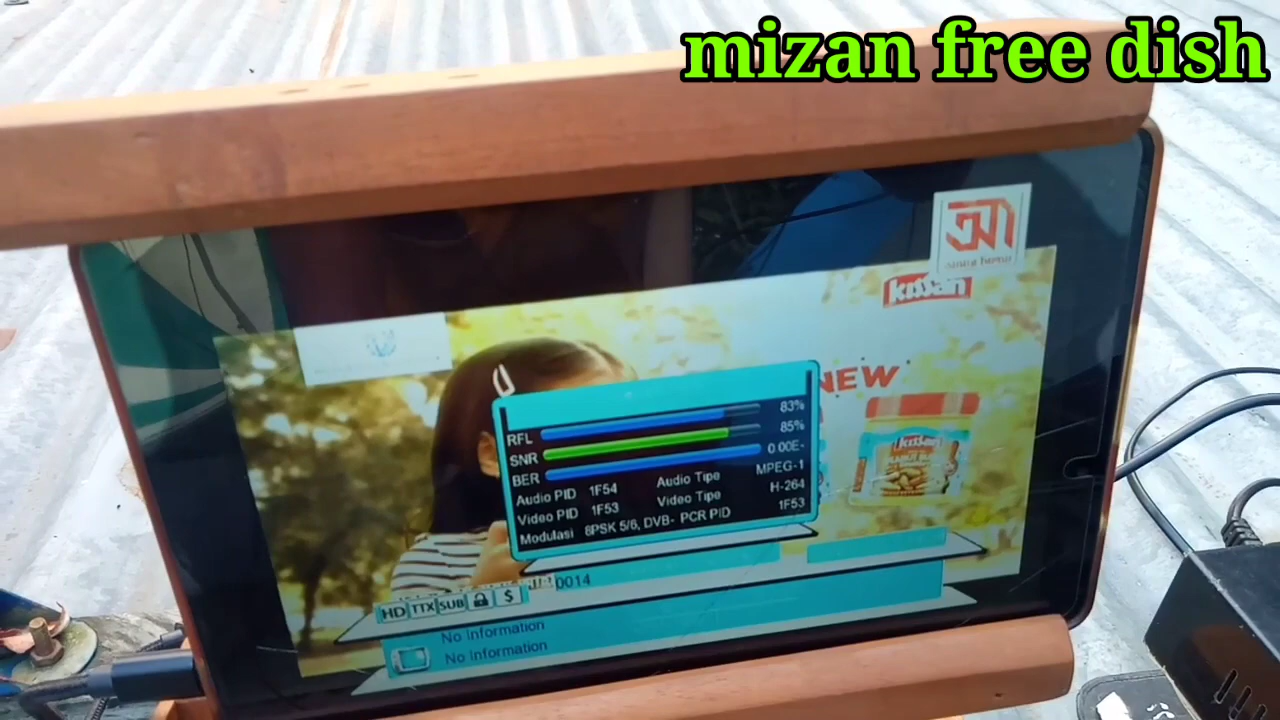 mizan free dish
kissan
NEW
kissan
RFL 83%
SNR 85%
BER 0.00E-
Audio PID 1F54 Audio Tipe MPEG-1
Video PID 1F53 Video Tipe H-264
Modulasi 8PSK 5/6, DVB- PCR PID 1F53
0014
HD TTX SUB $
No Information
No Information